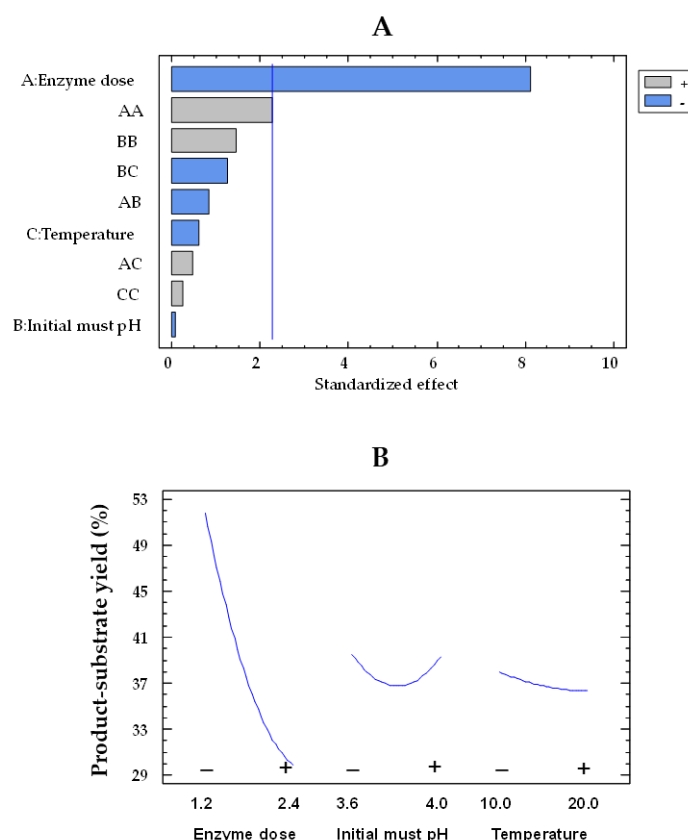 A
A:Enzyme dose
AA
BB
BC
AB
C:Temperature
AC
CC
B:Initial must pH
+
-
0 2 4 6 8 10
Standardized effect
B
Product-substrate yield (%)
53
49
45
41
37
33
29
− + − + − +
1.2 2.4 3.6 4.0 10.0 20.0
Enzyme dose Initial must pH Temperature